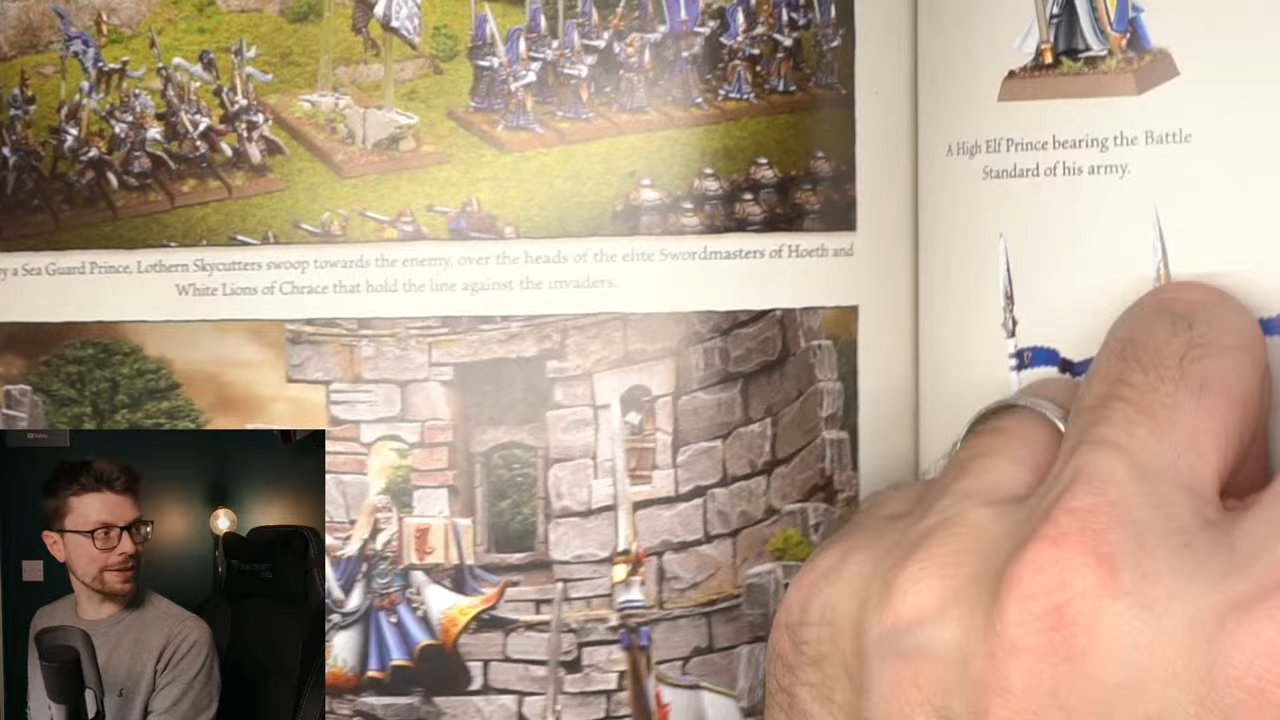 A High Elf Prince bearing the Battle
Standard of his army.
y a Sea Guard Prince, Lothern Skycutters swoop towards the enemy, over the heads of the elite Swordmasters of Hoeth and
White Lions of Chrace that hold the line against the invaders.